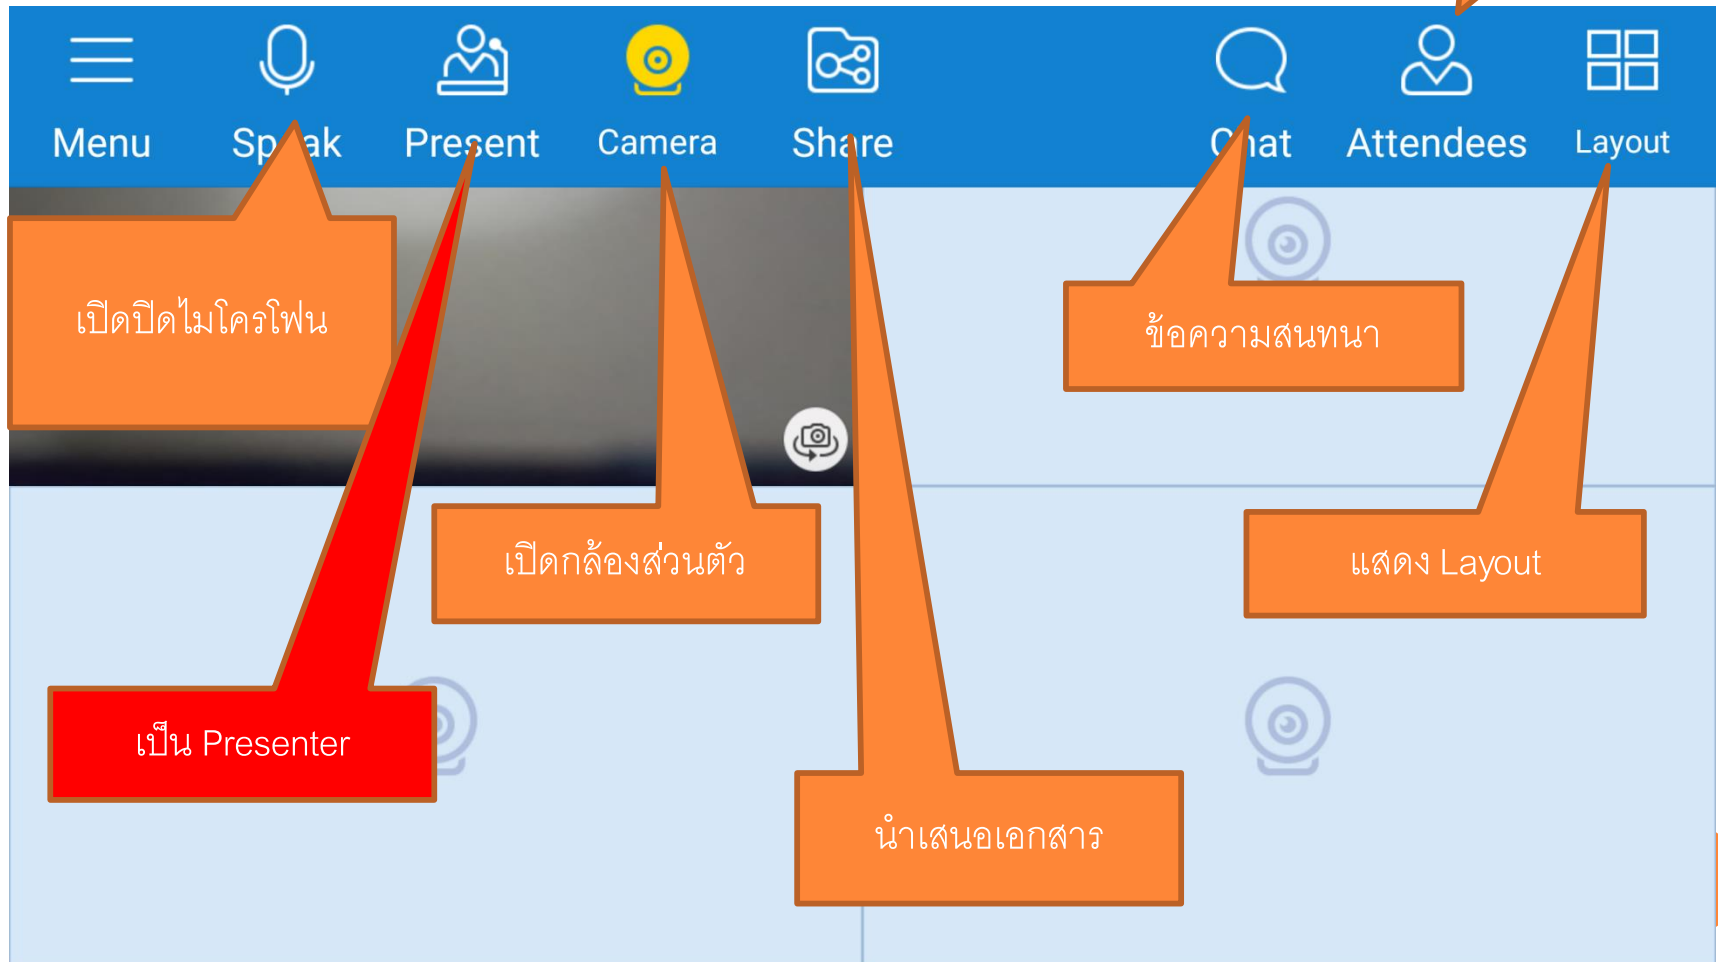 Menu Speak Present Camera Share Chat Attendees Layout
เปิดปิดไมโครโฟน
ข้อความสนทนา
เปิดกล้องส่วนตัว
แสดง Layout
เป็น Presenter
นำเสนอเอกสาร